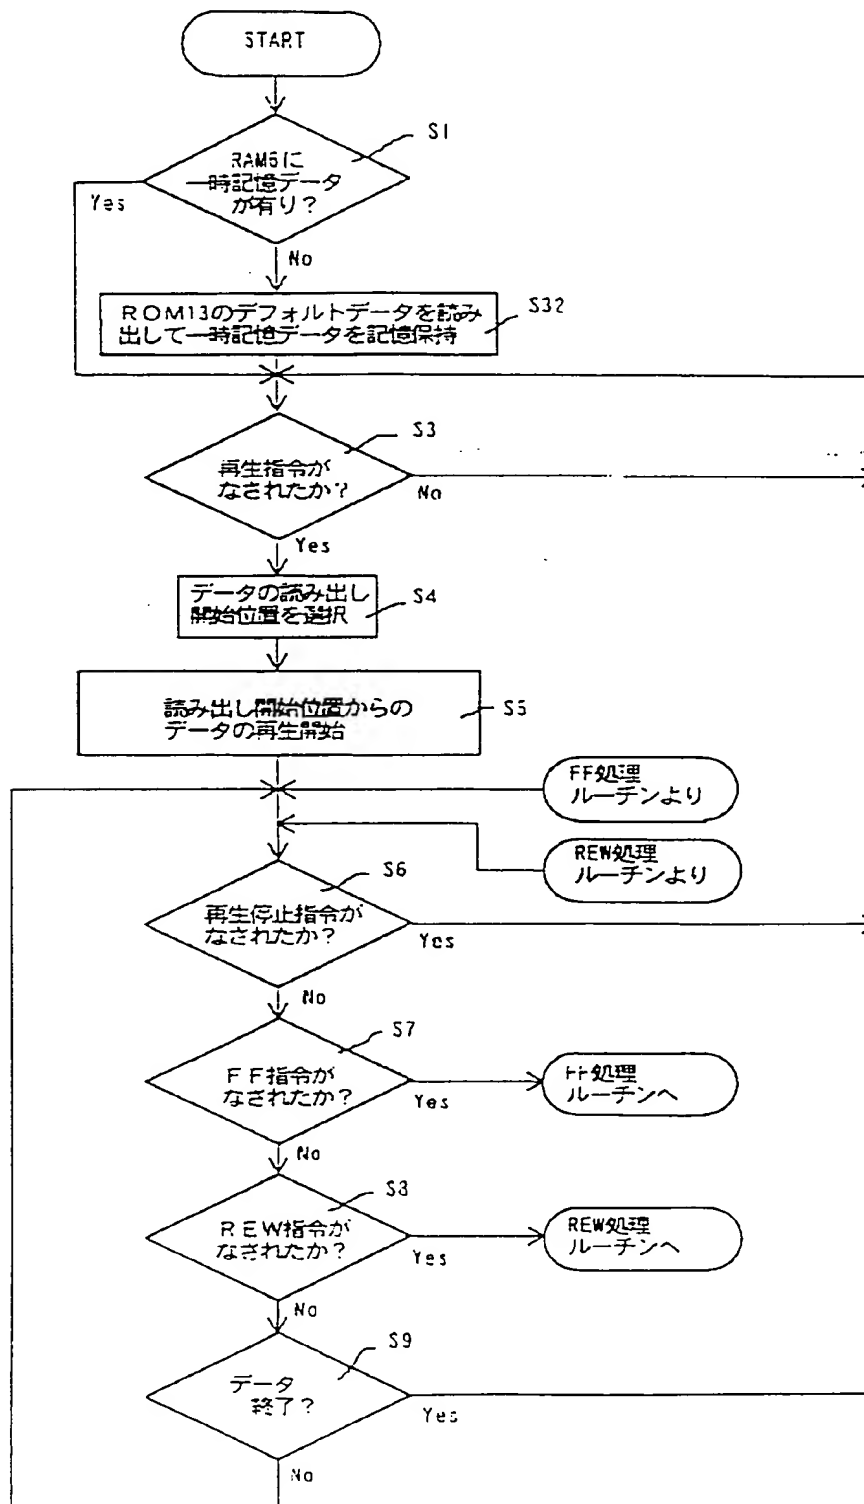 START
S1
RAM6に
一時記憶データ
が有り?
Yes
No
S32
ROM13のデフォルトデータを読み
出して一時記憶データを記憶保持
S3
再生指令が
なされたか?
No
Yes
データの読み出し
開始位置を選択
S4
読み出し開始位置からの
データの再生開始
S5
FF処理
ルーチンより
REW処理
ルーチンより
S6
再生停止指令が
なされたか?
Yes
No
S7
FF指令が
なされたか?
Yes
FF処理
ルーチンへ
No
S8
REW指令が
なされたか?
Yes
REW処理
ルーチンへ
No
S9
データ
終了?
Yes
No